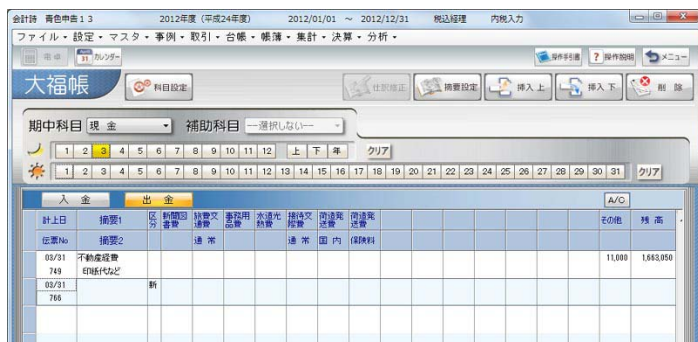 会計詩 青色申告13 2012年度(平成24年度) 2012/01/01 ～ 2012/12/31 税込経理 内税入力
ファイル・設定・マスタ・事例・取引・台帳・帳簿・集計・決算・分析・
電卓 カレンダー 操作手引書 操作説明 メニュー
大福帳 科目設定 仕訳修正 摘要設定 挿入上 挿入下 削除
期中科目 現金 補助科目 ―選択しない―
1 2 3 4 5 6 7 8 9 10 11 12 上 下 年 クリア
1 2 3 4 5 6 7 8 9 10 11 12 13 14 15 16 17 18 19 20 21 22 23 24 25 26 27 28 29 30 31 クリア
入金 出金 A/C
計上日 摘要1 区分 新聞図書費 旅費交通費 事務用品費 水道光熱費 接待交際費 荷造発送費 荷造発送費 その他 残高
伝票No 摘要2 通常 通常 国内 保険料
03/31 不動産経費 11,000 1,663,050
749 印紙代など
03/31 新
766